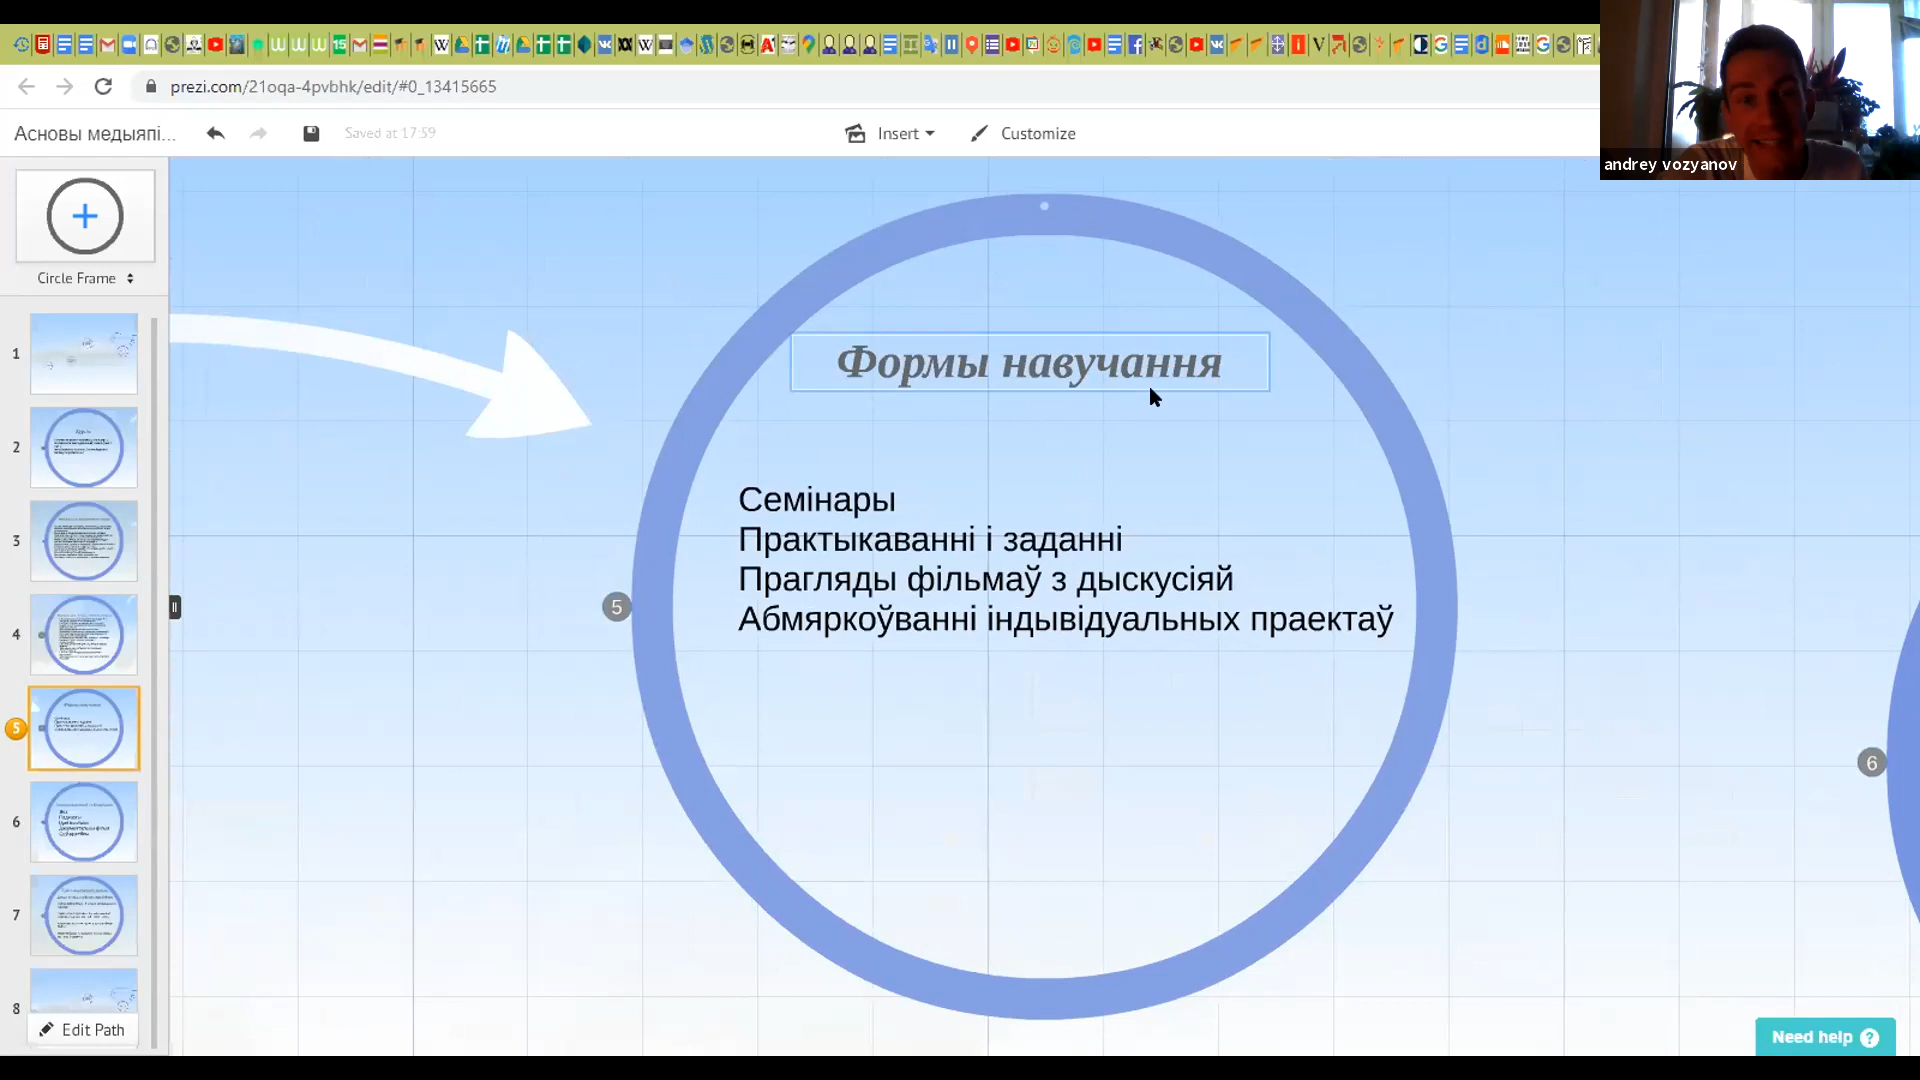 prezi.com/21oqa-4pvbhk/edit/#0_13415665
andrey vozyanov
Асновы медыяпі...
Saved at 17:59
Insert
Customize
Circle Frame
1
2
3
4
5
6
7
8
Edit Path
Формы навучання
Семінары
Практыкаванні і заданні
Прагляды фільмаў з дыскусіяй
Абмяркоўванні індывідуальных праектаў
5
6
Need help ?